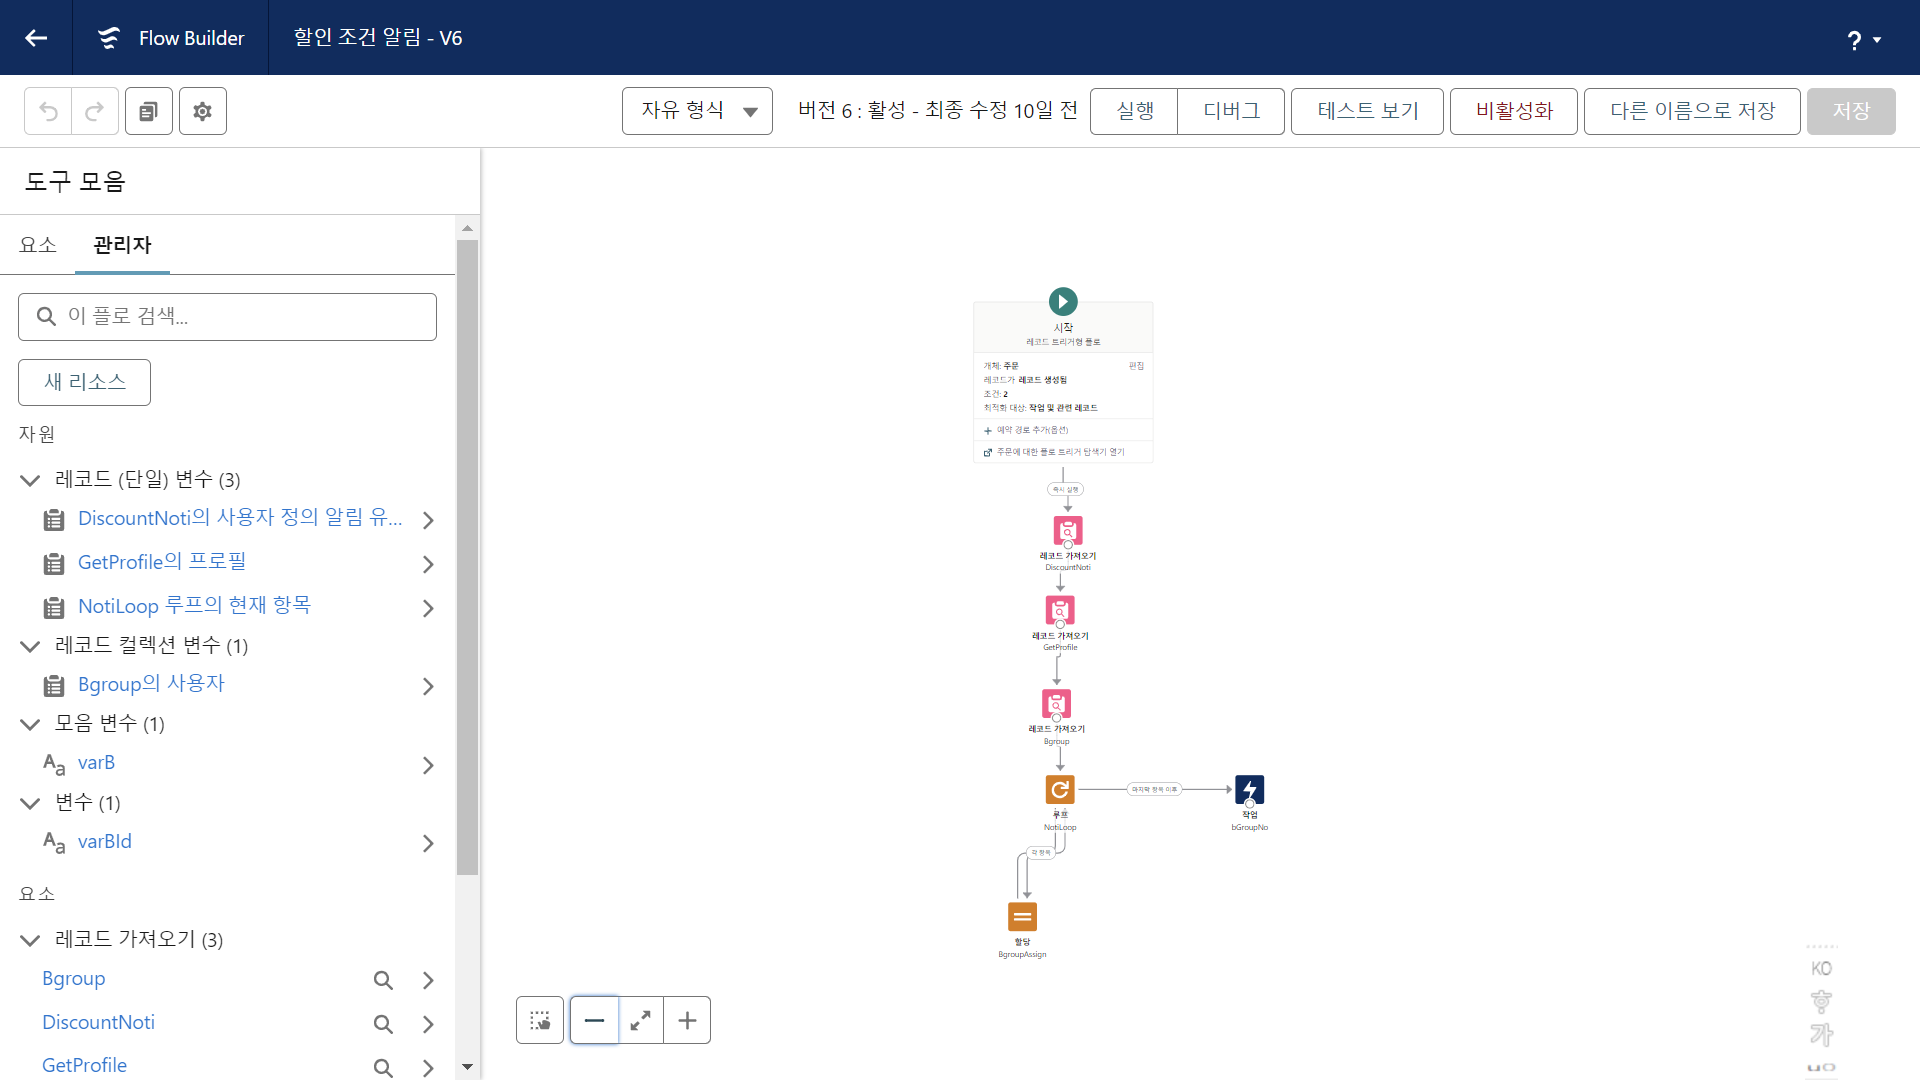 Flow Builder
할인 조건 알림 - V6
?
자유 형식
버전 6 : 활성 - 최종 수정 10일 전
실행
디버그
테스트 보기
비활성화
다른 이름으로 저장
저장
도구 모음
요소
관리자
이 플로 검색...
새 리소스
자원
레코드 (단일) 변수 (3)
DiscountNoti의 사용자 정의 알림 유...
GetProfile의 프로필
NotiLoop 루프의 현재 항목
레코드 컬렉션 변수 (1)
Bgroup의 사용자
모음 변수 (1)
Aa varB
변수 (1)
Aa varBId
요소
레코드 가져오기 (3)
Bgroup
DiscountNoti
GetProfile
시작
레코드 트리거형 플로
개체: 주문
편집
레코드가 레코드 생성됨
조건: 2
최적화 대상: 작업 및 관련 레코드
예약 경로 추가(옵션)
주문에 대한 플로 트리거 탐색기 열기
즉시 실행
레코드 가져오기
DiscountNoti
레코드 가져오기
GetProfile
레코드 가져오기
Bgroup
루프
NotiLoop
마지막 항목 이후
작업
bGroupNo
각 항목
할당
BgroupAssign
KO
가